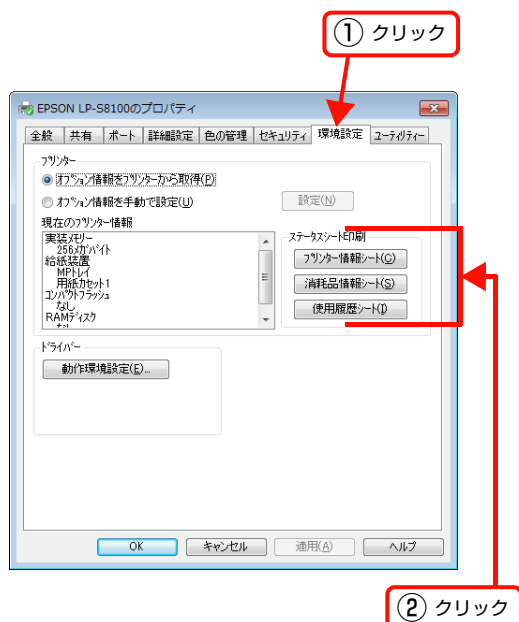 ① クリック
EPSON LP-S8100のプロパティ
全般 共有 ポート 詳細設定 色の管理 セキュリティ 環境設定 ユーティリティー
プリンター
オプション情報をプリンターから取得(P)
オプション情報を手動で設定(U)
設定(N)
現在のプリンター情報
実装メモリー
256メガバイト
給紙装置
MPトレイ
用紙カセット1
コンパクトフラッシュ
なし
RAMディスク
なし
ステータスシート印刷
プリンター情報シート(C)
消耗品情報シート(S)
使用履歴シート(I)
ドライバー
動作環境設定(E)...
OK キャンセル 適用(A) ヘルプ
② クリック